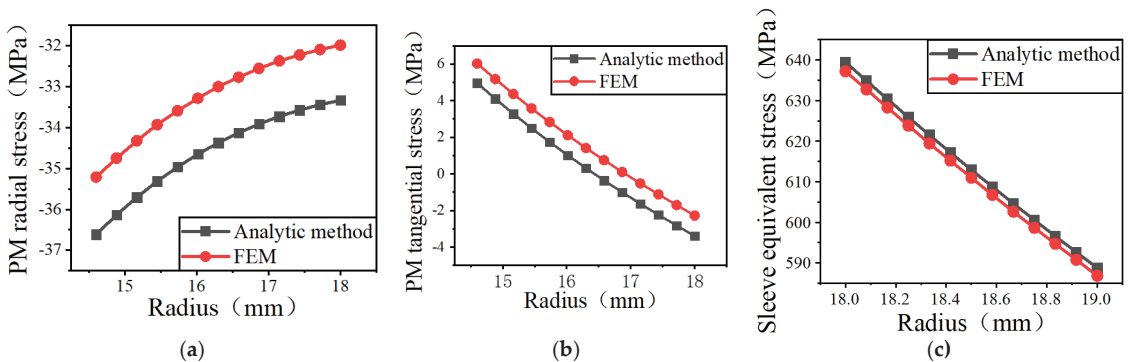 PM radial stress（MPa）
-32
-33
-34
-35
-36
-37
Analytic method
FEM
15
16
17
18
Radius（mm）
(a)
PM tangential stress（MPa）
6
4
2
0
-2
-4
Analytic method
FEM
15
16
17
18
Radius（mm）
(b)
Sleeve equivalent stress（MPa）
640
630
620
610
600
590
Analytic method
FEM
18.0
18.2
18.4
18.6
18.8
19.0
Radius（mm）
(c)